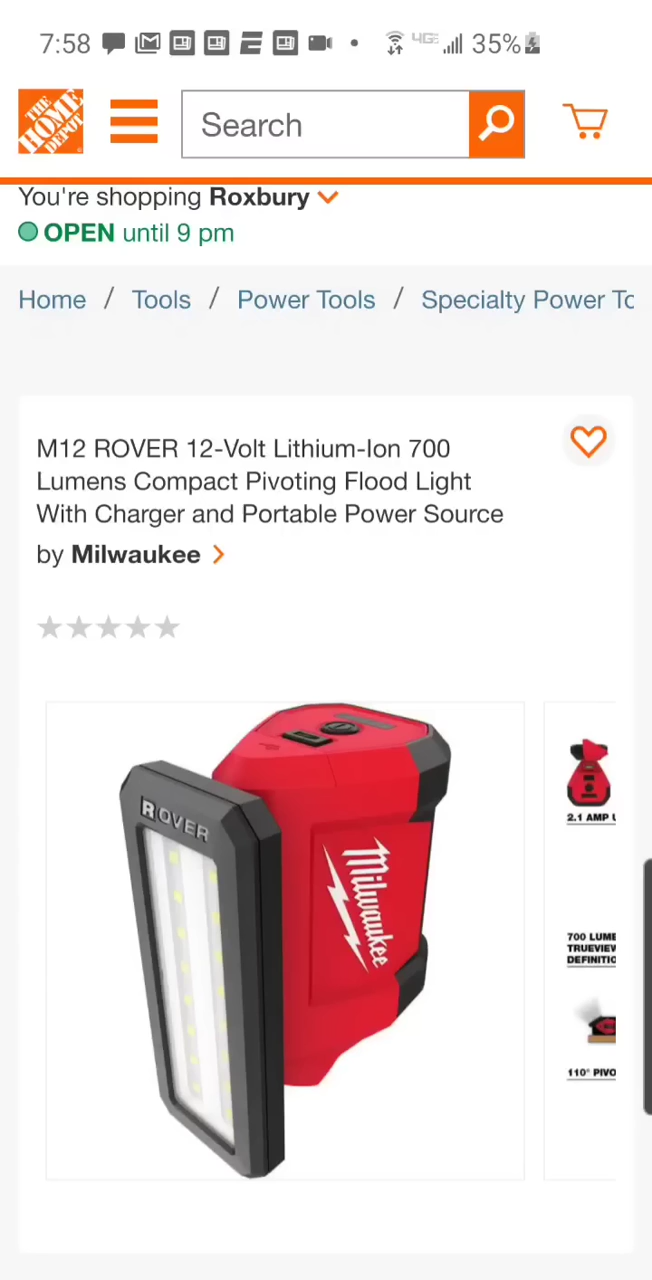 7:58 4GE 35%
THE
HOME
DEPOT
Search
You're shopping Roxbury
OPEN until 9 pm
Home / Tools / Power Tools / Specialty Power To
M12 ROVER 12-Volt Lithium-Ion 700
Lumens Compact Pivoting Flood Light
With Charger and Portable Power Source
by Milwaukee
ROVER
Milwaukee
2.1 AMP U
700 LUME
TRUEVIEW
DEFINITIO
110° PIVO